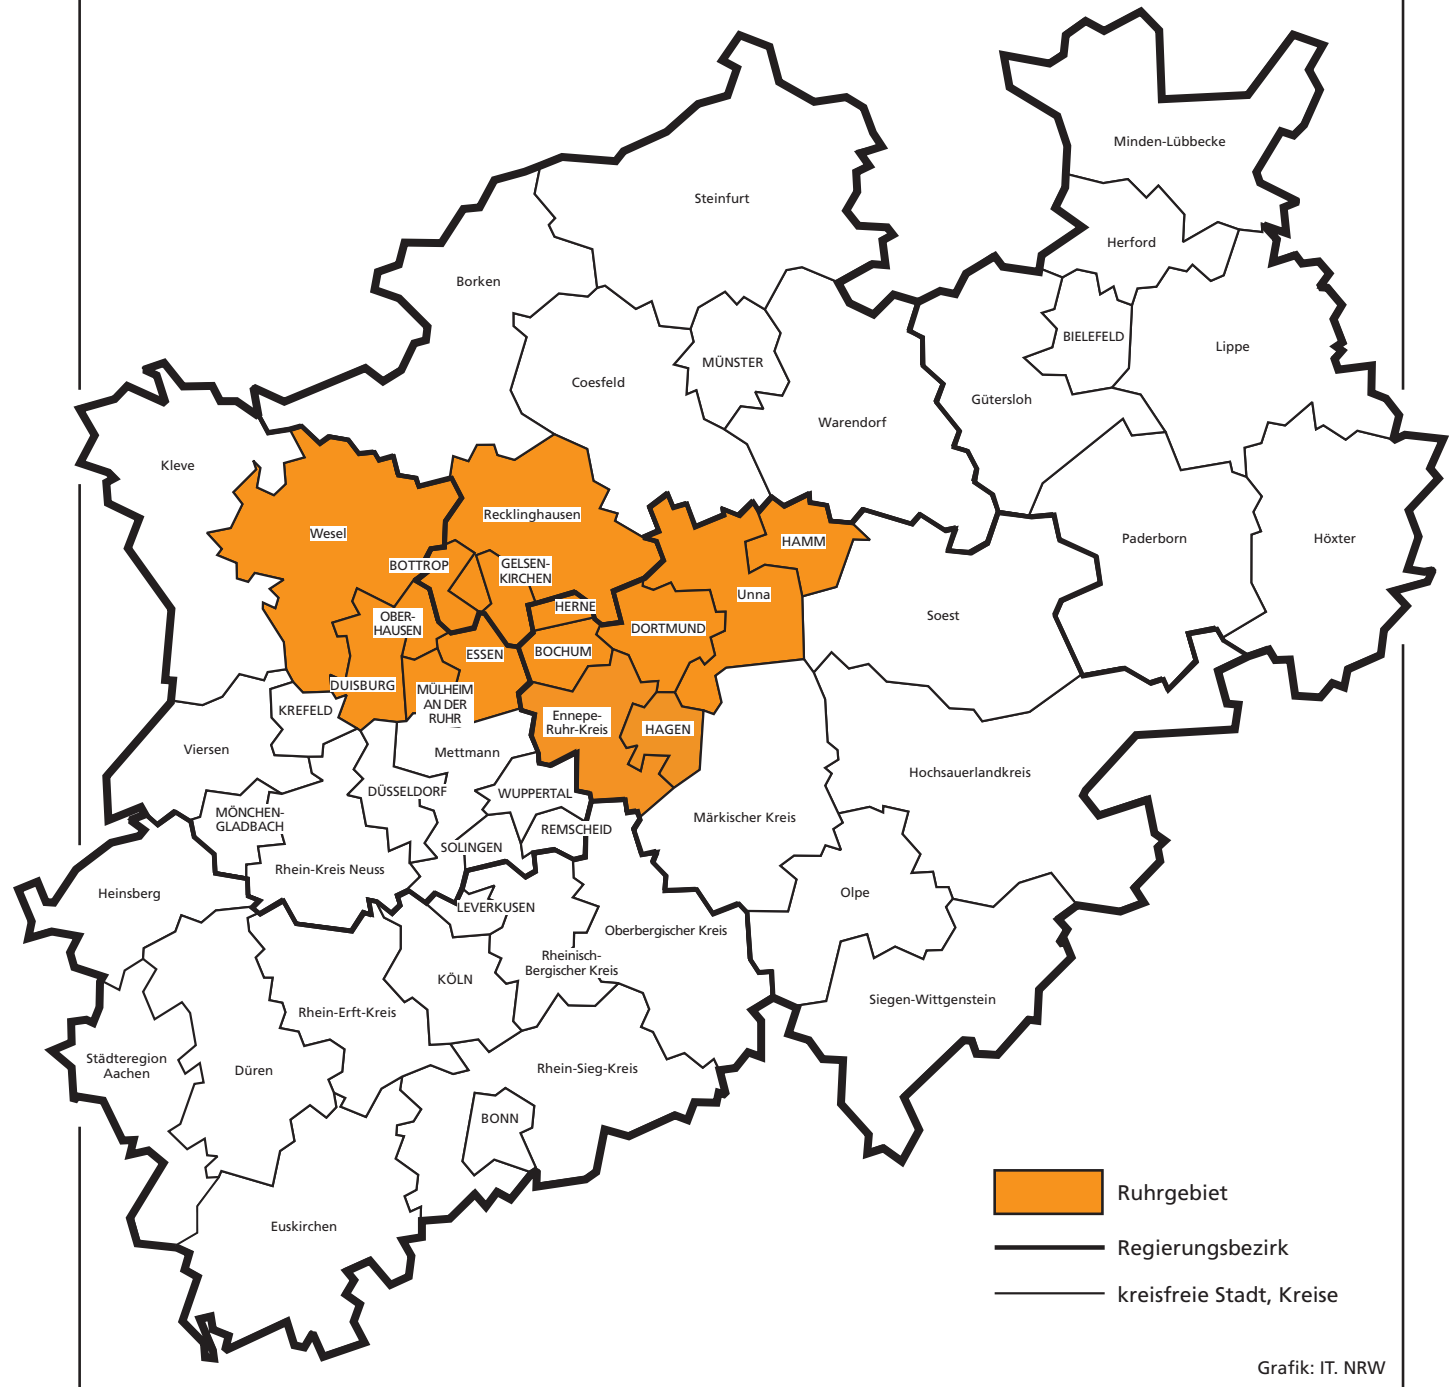 Minden-Lübbecke
Steinfurt
Herford
Borken
BIELEFELD
Lippe
MÜNSTER
Coesfeld
Gütersloh
Warendorf
Kleve
Recklinghausen
Wesel
HAMM
Paderborn
Höxter
BOTTROP
GELSEN-
KIRCHEN
Unna
HERNE
Soest
OBER-
HAUSEN
DORTMUND
ESSEN
BOCHUM
DUISBURG
MÜLHEIM
AN DER
RUHR
KREFELD
Ennepe-
Ruhr-Kreis
HAGEN
Viersen
Mettmann
Hochsauerlandkreis
DÜSSELDORF
WUPPERTAL
MÖNCHEN-
GLADBACH
Märkischer Kreis
REMSCHEID
SOLINGEN
Rhein-Kreis Neuss
Heinsberg
Olpe
LEVERKUSEN
Oberbergischer Kreis
Rheinisch-
Bergischer Kreis
KÖLN
Siegen-Wittgenstein
Rhein-Erft-Kreis
Städteregion
Aachen
Düren
Rhein-Sieg-Kreis
BONN
Euskirchen
Ruhrgebiet
Regierungsbezirk
kreisfreie Stadt, Kreise
Grafik: IT. NRW